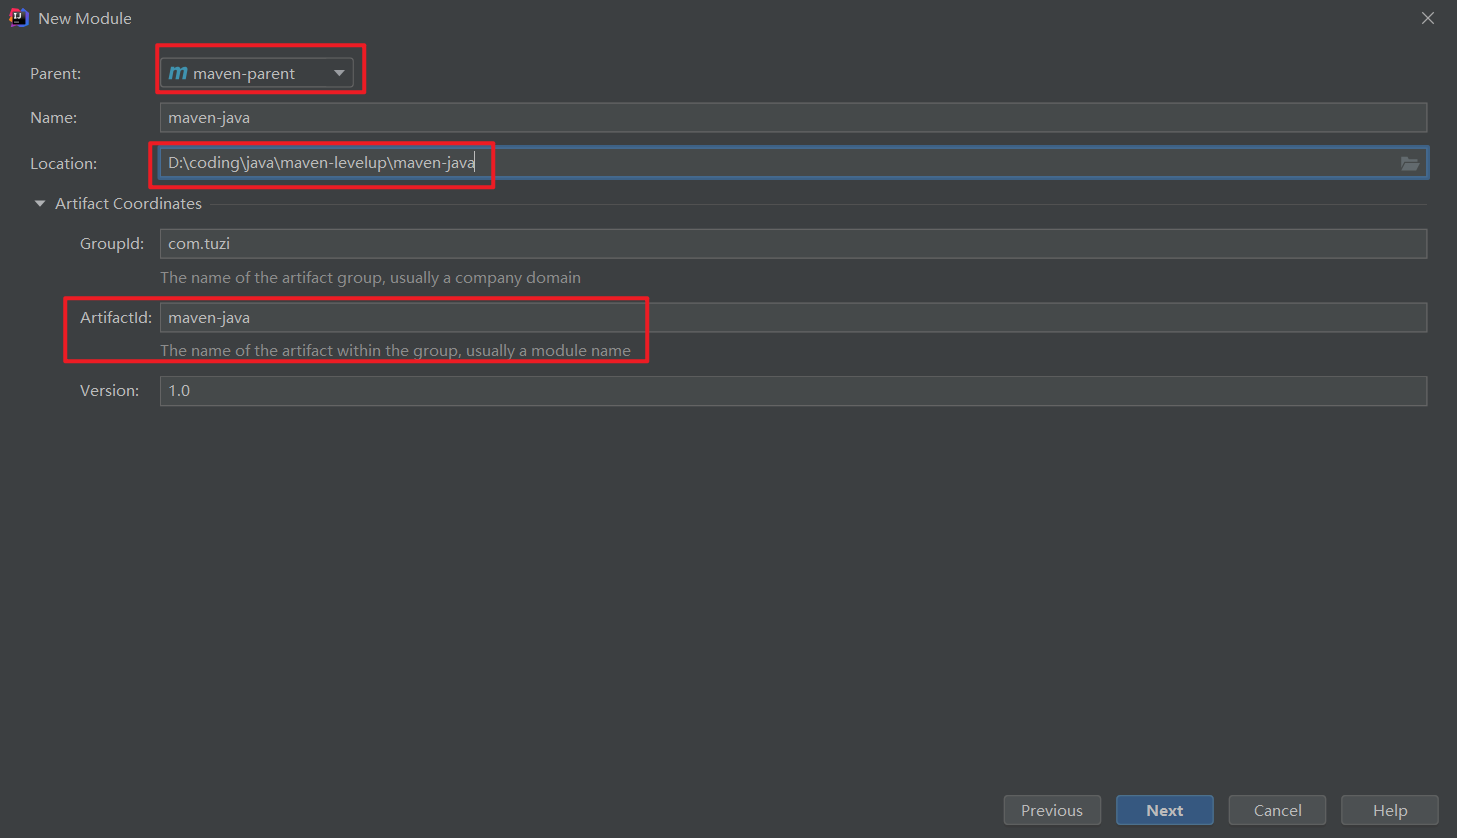 New Module
Parent: maven-parent
Name: maven-java
Location: D:\coding\java\maven-levelup\maven-java
Artifact Coordinates
GroupId: com.tuzi
The name of the artifact group, usually a company domain
ArtifactId: maven-java
The name of the artifact within the group, usually a module name
Version: 1.0
Previous Next Cancel Help